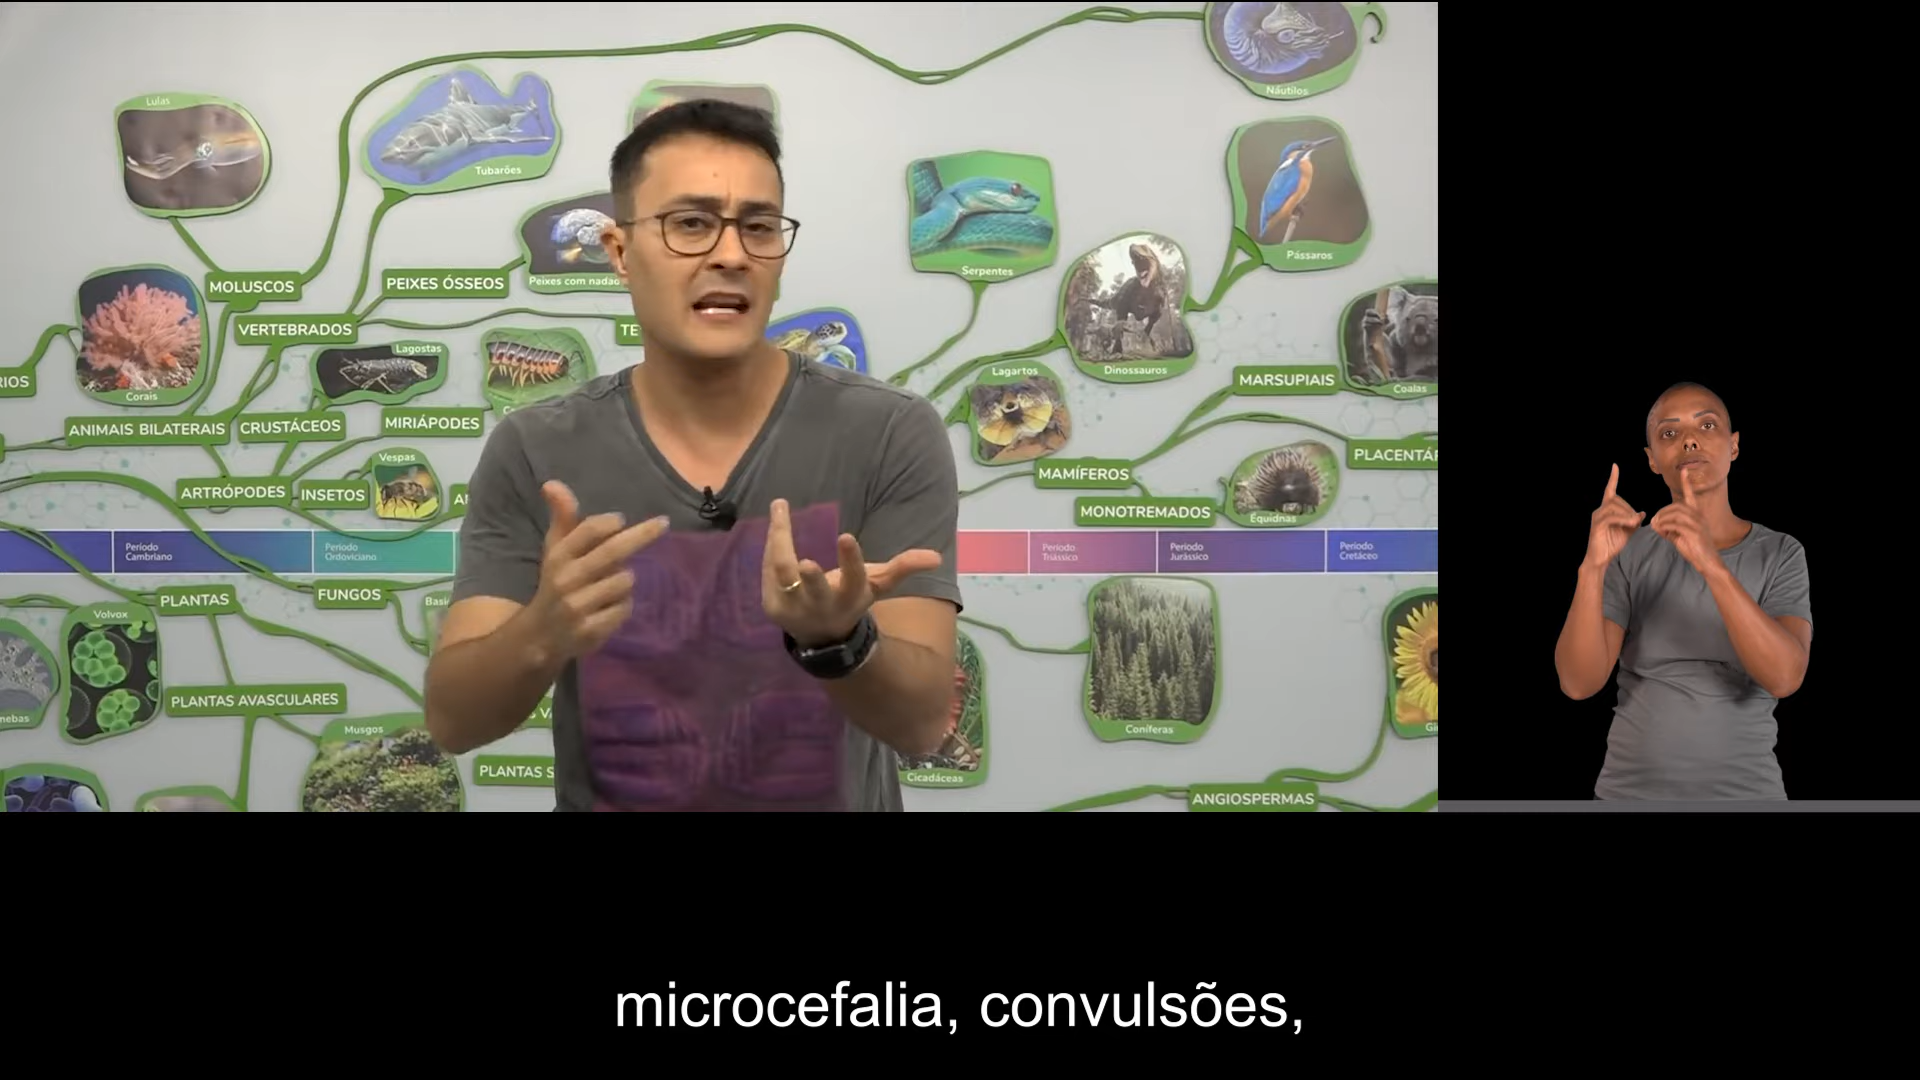 Náutilos
Lulas
Tubarões
Pássaros
Serpentes
MOLUSCOS
PEIXES ÓSSEOS
Peixes com nadad
VERTEBRADOS
Lagostas
Lagartos
Dinossauros
MARSUPIAIS
Coalas
Corais
ANIMAIS BILATERAIS
CRUSTÁCEOS
MIRIÁPODES
Vespas
MAMÍFEROS
ARTRÓPODES
INSETOS
MONOTREMADOS
Equidnas
Período
Cambriano
Período
Ordoviciano
Período
Triássico
Período
Jurássico
Período
Cretáceo
PLANTAS
FUNGOS
Volvox
PLANTAS AVASCULARES
Musgos
Coníferas
PLANTAS S
Cicadáceas
ANGIOSPERMAS
microcefalia, convulsões,